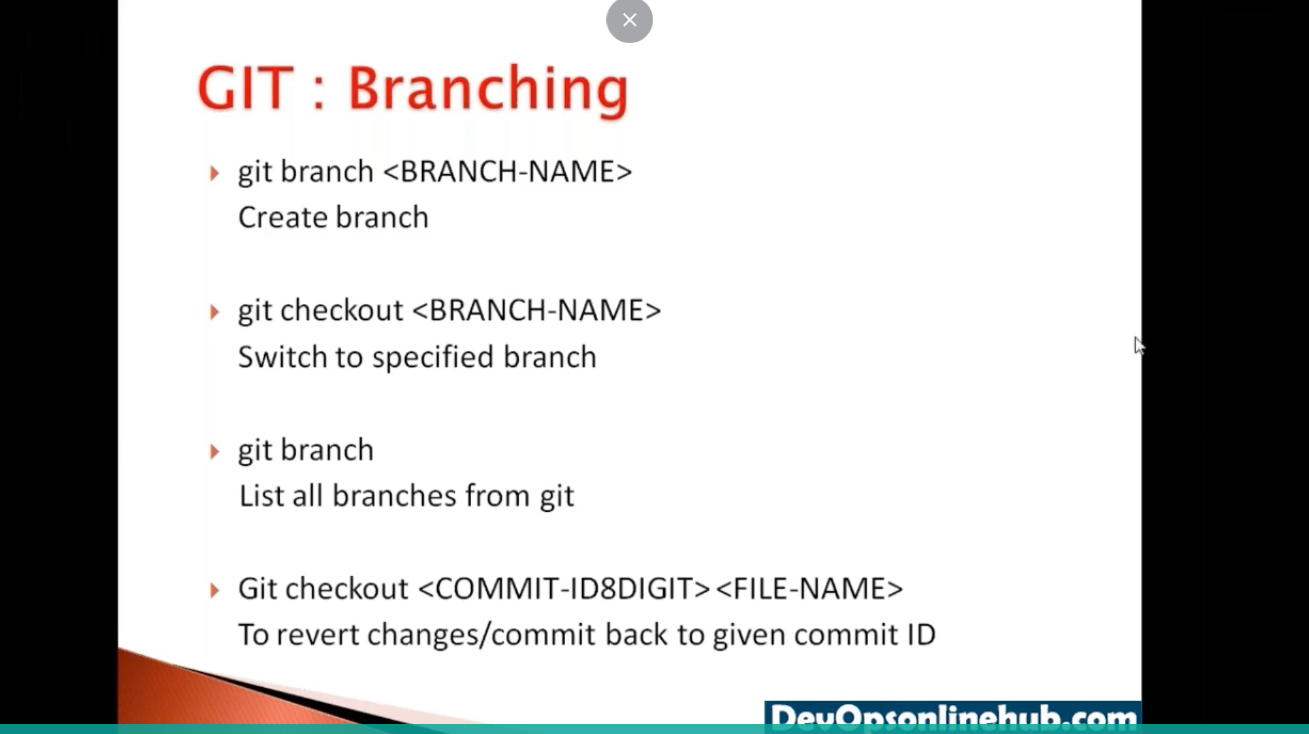 GIT : Branching
git branch <BRANCH-NAME>
Create branch
git checkout <BRANCH-NAME>
Switch to specified branch
git branch
List all branches from git
Git checkout <COMMIT-ID8DIGIT> <FILE-NAME>
To revert changes/commit back to given commit ID
DevOpsonlinehub.com